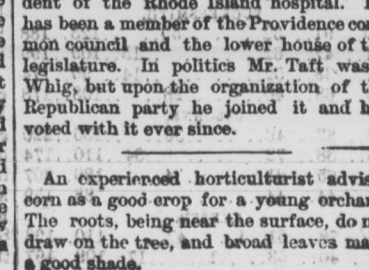 dent of the Rhode Island hospital.
has been a member of the Providence com
mon council and the lower house of t
legislature. In politics Mr. Taft was
Whig, but upon the organization of t
Republican party he joined it and h
voted with it ever since.
An experienced horticulturist advis
corn as a good crop for a young orchar
The roots, being near the surface, do n
draw on the tree, and broad leaves ma
a good shade.